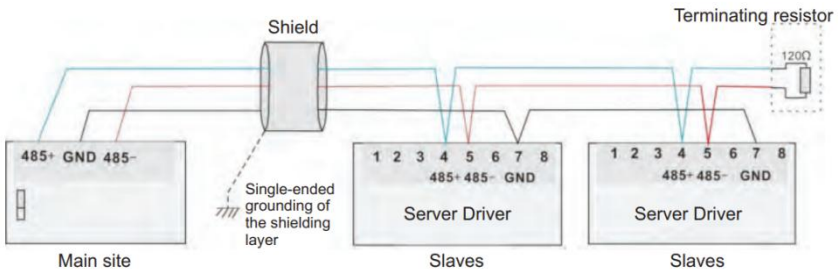 Terminating resistor
Shield
120Ω
485+ GND 485-
1 2 3 4 5 6 7 8
485+ 485- GND
1 2 3 4 5 6 7 8
485+ 485- GND
Single-ended
grounding of
the shielding
layer
Server Driver
Server Driver
Main site
Slaves
Slaves